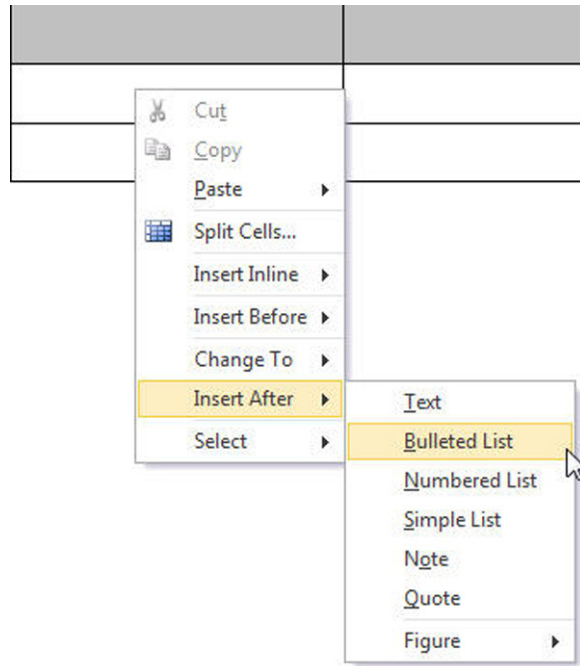 Cut
Copy
Paste
Split Cells...
Insert Inline
Insert Before
Change To
Insert After
Select
Text
Bulleted List
Numbered List
Simple List
Note
Quote
Figure